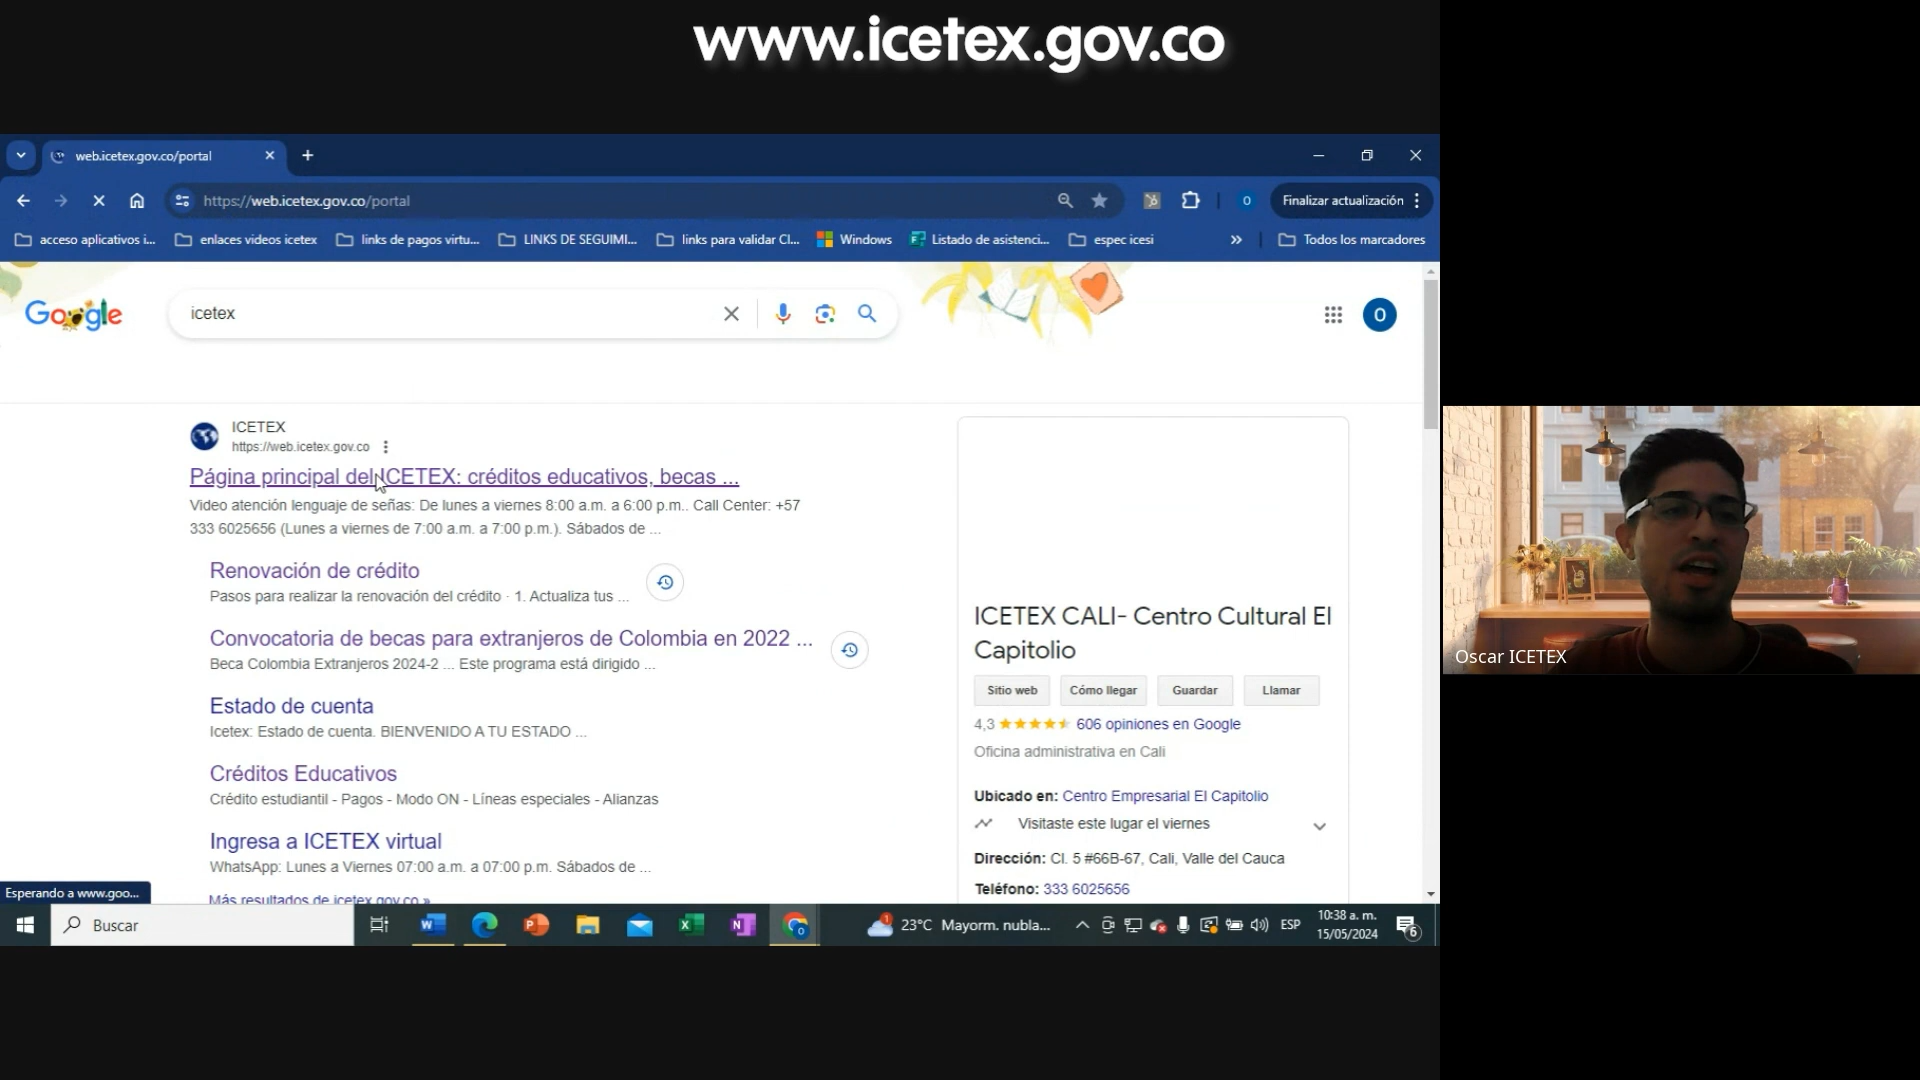 www.icetex.gov.co
web.icetex.gov.co/portal
https://web.icetex.gov.co/portal
O
Finalizar actualización
acceso aplicativos i...
enlaces videos icetex
links de pagos virtu...
LINKS DE SEGUIMI...
links para validar CI...
Windows
Listado de asistenci...
espec icesi
»
Todos los marcadores
Google
icetex
O
ICETEX
https://web.icetex.gov.co
Página principal del ICETEX: créditos educativos, becas ...
Video atención lenguaje de señas: De lunes a viernes 8:00 a.m. a 6:00 p.m.. Call Center: +57
333 6025656 (Lunes a viernes de 7:00 a.m. a 7:00 p.m.). Sábados de ...
Renovación de crédito
Pasos para realizar la renovación del crédito · 1. Actualiza tus ...
Convocatoria de becas para extranjeros de Colombia en 2022 ...
Beca Colombia Extranjeros 2024-2 ... Este programa está dirigido ...
Estado de cuenta
Icetex: Estado de cuenta. BIENVENIDO A TU ESTADO ...
Créditos Educativos
Crédito estudiantil - Pagos - Modo ON - Líneas especiales - Alianzas
Ingresa a ICETEX virtual
WhatsApp: Lunes a Viernes 07:00 a.m. a 07:00 p.m. Sábados de ...
Más resultados de icetex.gov.co »
ICETEX CALI- Centro Cultural El
Capitolio
Sitio web
Cómo llegar
Guardar
Llamar
4,3
606 opiniones en Google
Oficina administrativa en Cali
Ubicado en: Centro Empresarial El Capitolio
Visitaste este lugar el viernes
Dirección: Cl. 5 #66B-67, Cali, Valle del Cauca
Teléfono: 333 6025656
Esperando a www.goo...
Buscar
23°C Mayorm. nubla...
ESP
10:38 a. m.
15/05/2024
6
Oscar ICETEX